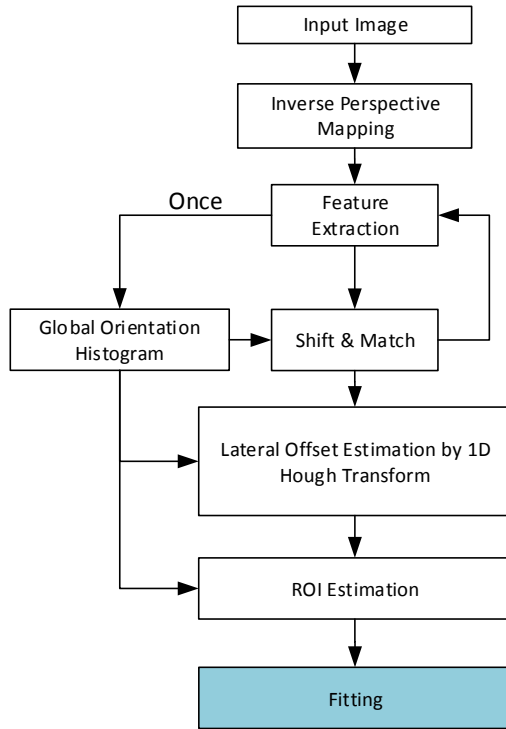 Input Image
Inverse Perspective
Mapping
Once
Feature
Extraction
Global Orientation
Histogram
Shift & Match
Lateral Offset Estimation by 1D
Hough Transform
ROI Estimation
Fitting